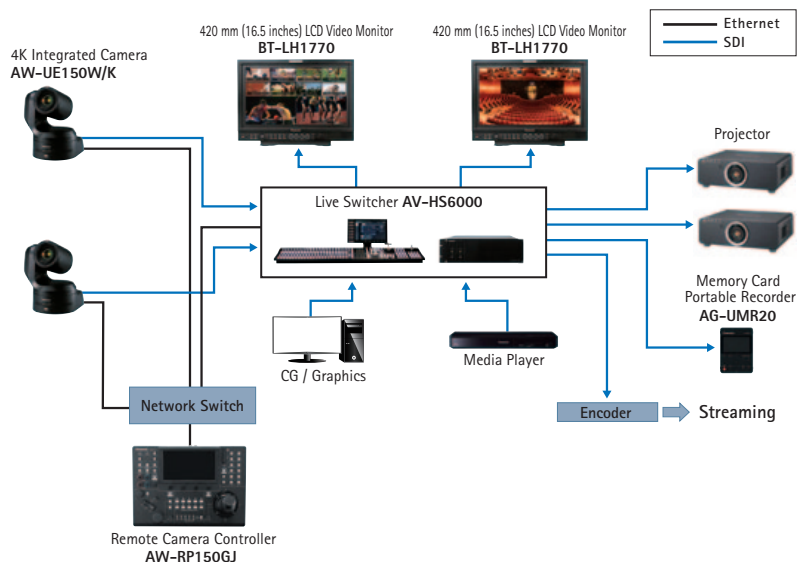 420 mm (16.5 inches) LCD Video Monitor
BT-LH1770
420 mm (16.5 inches) LCD Video Monitor
BT-LH1770
Ethernet
SDI
4K Integrated Camera
AW-UE150W/K
Projector
Live Switcher AV-HS6000
Memory Card
Portable Recorder
AG-UMR20
CG / Graphics
Media Player
Network Switch
Encoder
Streaming
Remote Camera Controller
AW-RP150GJ